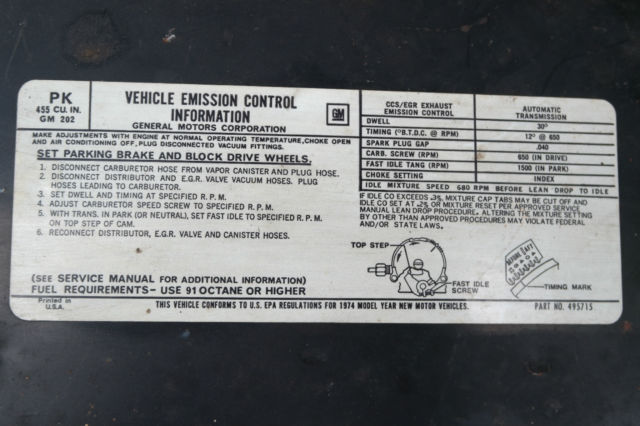 PK
455 CU. IN.
GM 202
VEHICLE EMISSION CONTROL
INFORMATION
GENERAL MOTORS CORPORATION
GM
MAKE ADJUSTMENTS WITH ENGINE AT NORMAL OPERATING TEMPERATURE, CHOKE OPEN
AND AIR CONDITIONING OFF, PLUG DISCONNECTED VACUUM FITTINGS.
SET PARKING BRAKE AND BLOCK DRIVE WHEELS.
1. DISCONNECT CARBURETOR HOSE FROM VAPOR CANISTER AND PLUG HOSE.
2. DISCONNECT DISTRIBUTOR AND E.G.R. VALVE VACUUM HOSES. PLUG
HOSES LEADING TO CARBURETOR.
3. SET DWELL AND TIMING AT SPECIFIED R. P. M.
4. ADJUST CARBURETOR SPEED SCREW TO SPECIFIED R. P. M.
5. WITH TRANS. IN PARK (OR NEUTRAL), SET FAST IDLE TO SPECIFIED R. P. M.
ON TOP STEP OF CAM.
6. RECONNECT DISTRIBUTOR, E.G.R. VALVE AND CANISTER HOSES.
(SEE SERVICE MANUAL FOR ADDITIONAL INFORMATION)
FUEL REQUIREMENTS - USE 91 OCTANE OR HIGHER
Printed in
U.S.A.
THIS VEHICLE CONFORMS TO U.S. EPA REGULATIONS FOR 1974 MODEL YEAR NEW MOTOR VEHICLES.
CCS/EGR EXHAUST
EMISSION CONTROL
AUTOMATIC
TRANSMISSION
DWELL 30°
TIMING (°B.T.D.C. @ RPM) 12° @ 650
SPARK PLUG GAP .040
CARB. SCREW (RPM) 650 (IN DRIVE)
FAST IDLE TANG (RPM) 1500 (IN PARK)
CHOKE SETTING INDEX
IDLE MIXTURE SPEED 680 RPM BEFORE LEAN DROP TO IDLE
IF IDLE CO EXCEEDS MIXTURE CAP TABS MAY BE CUT OFF AND
IDLE CO SET AT OR MIXTURE RESET PER APPROVED SERVICE
MANUAL LEAN DROP PROCEDURE. ALTERING THE MIXTURE SETTING
BY OTHER THAN APPROVED PROCEDURES MAY VIOLATE FEDERAL
AND/OR STATE LAWS.
TOP STEP
FAST IDLE
SCREW
TIMING MARK
PART NO. 495715